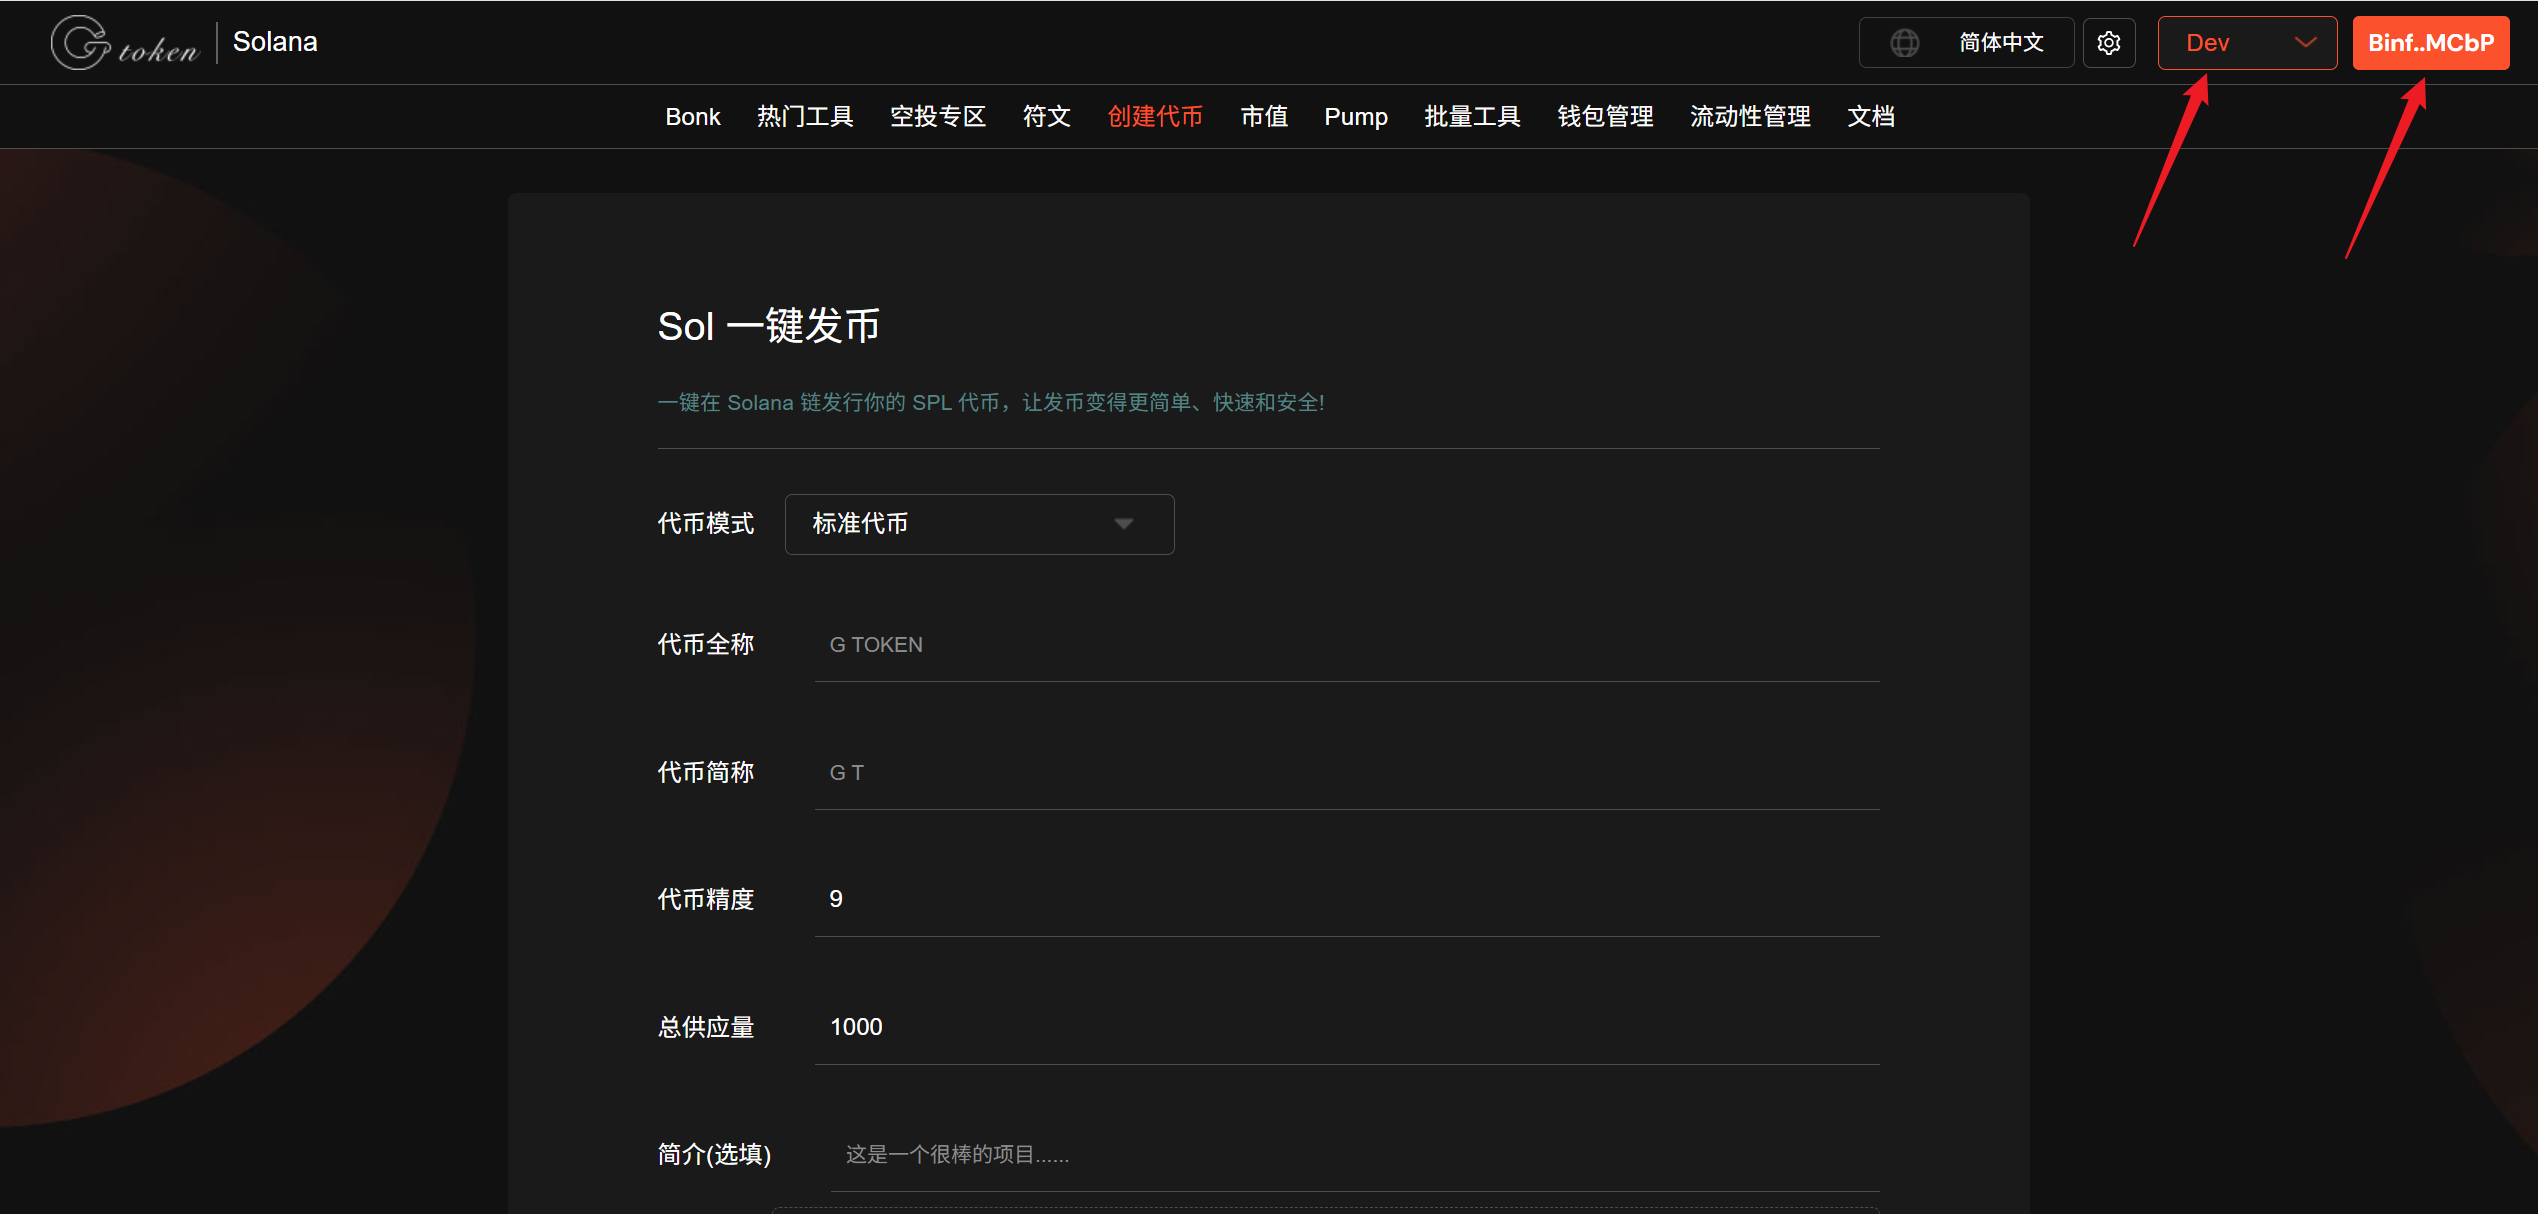 G token Solana 简体中文 Dev Binf..MCbP
Bonk 热门工具 空投专区 符文 创建代币 市值 Pump 批量工具 钱包管理 流动性管理 文档
Sol 一键发币
一键在 Solana 链发行你的 SPL 代币，让发币变得更简单、快速和安全!
代币模式 标准代币
代币全称 G TOKEN
代币简称 G T
代币精度 9
总供应量 1000
简介(选填) 这是一个很棒的项目......